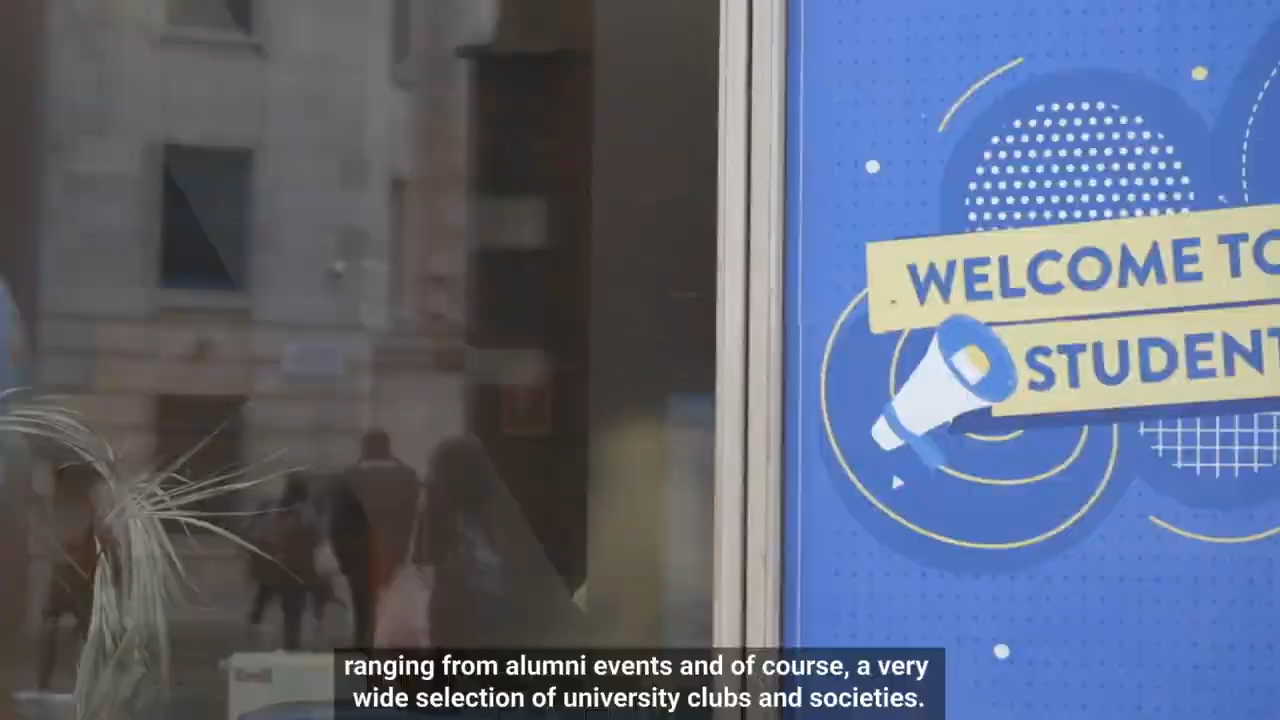 WELCOME TO
STUDENT
ranging from alumni events and of course, a very
wide selection of university clubs and societies.